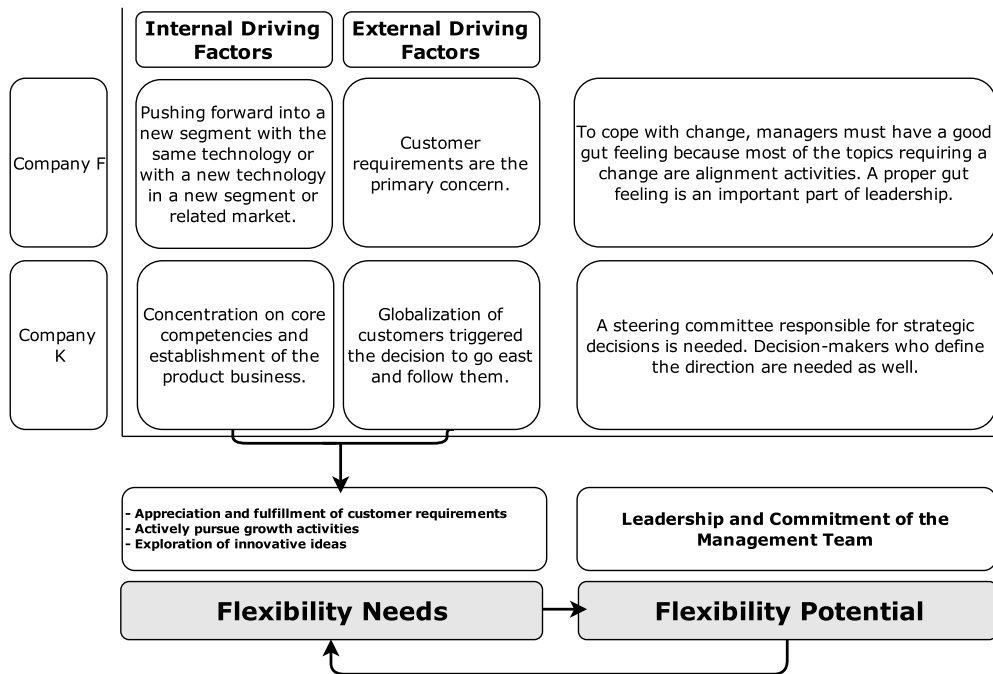 Internal Driving
Factors
External Driving
Factors
Company F
Pushing forward into a
new segment with the
same technology or
with a new technology
in a new segment or
related market.
Customer
requirements are the
primary concern.
To cope with change, managers must have a good
gut feeling because most of the topics requiring a
change are alignment activities. A proper gut
feeling is an important part of leadership.
Company
K
Concentration on core
competencies and
establishment of the
product business.
Globalization of
customers triggered
the decision to go east
and follow them.
A steering committee responsible for strategic
decisions is needed. Decision-makers who define
the direction are needed as well.
- Appreciation and fulfillment of customer requirements
- Actively pursue growth activities
- Exploration of innovative ideas
Leadership and Commitment of the
Management Team
Flexibility Needs
Flexibility Potential